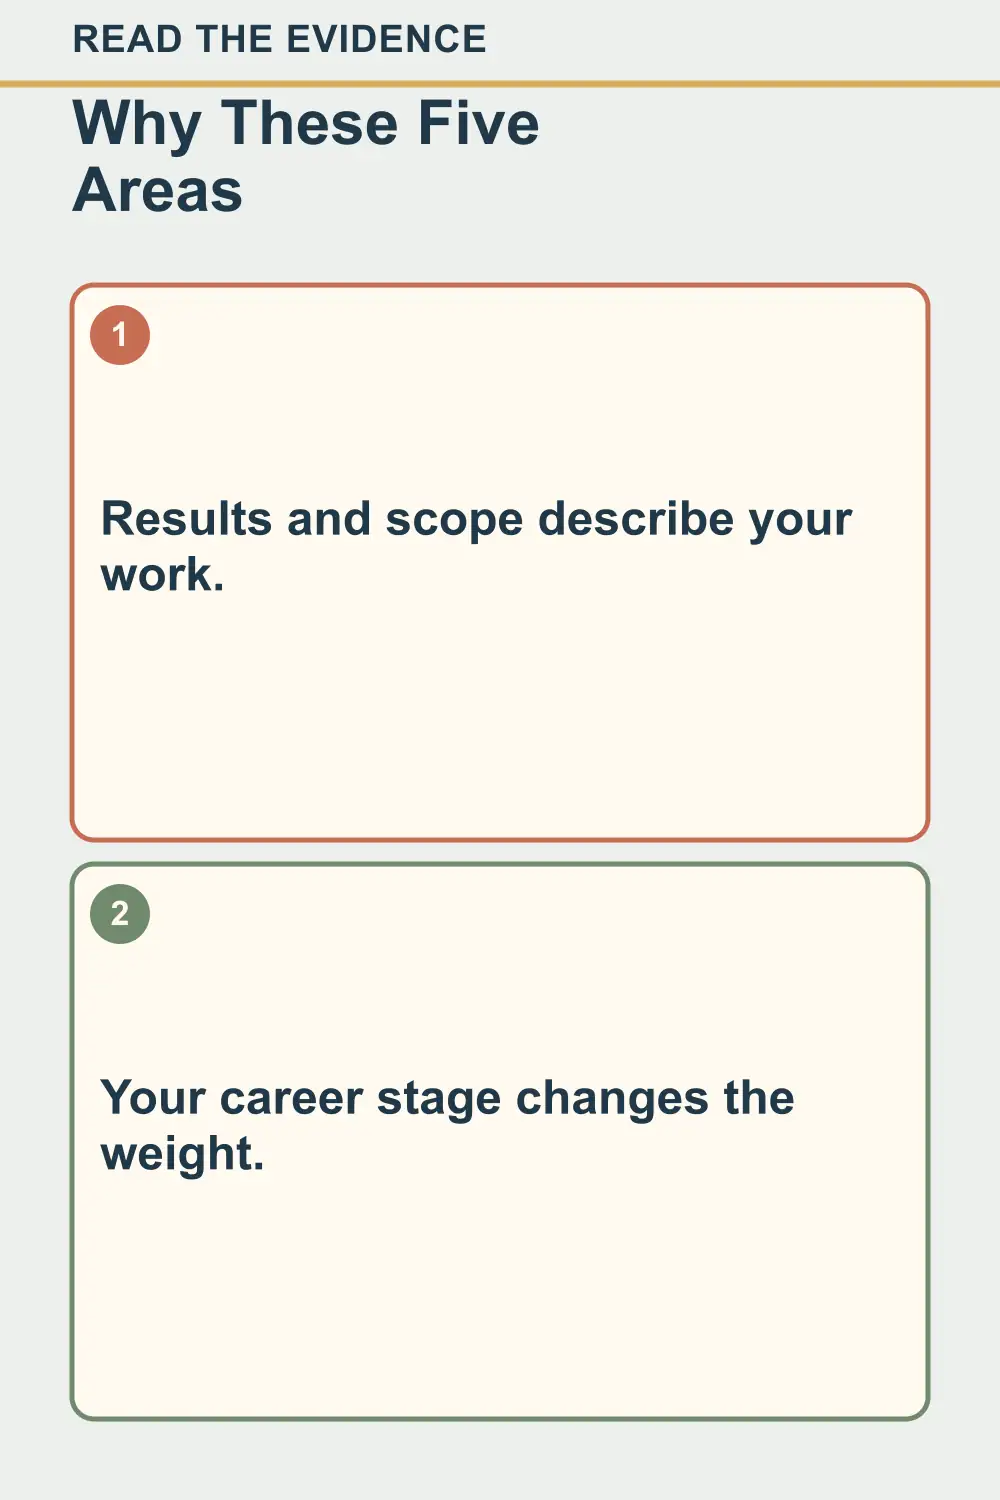 READ THE EVIDENCE
Why These Five
Areas
1
Results and scope describe your
work.
2
Your career stage changes the
weight.